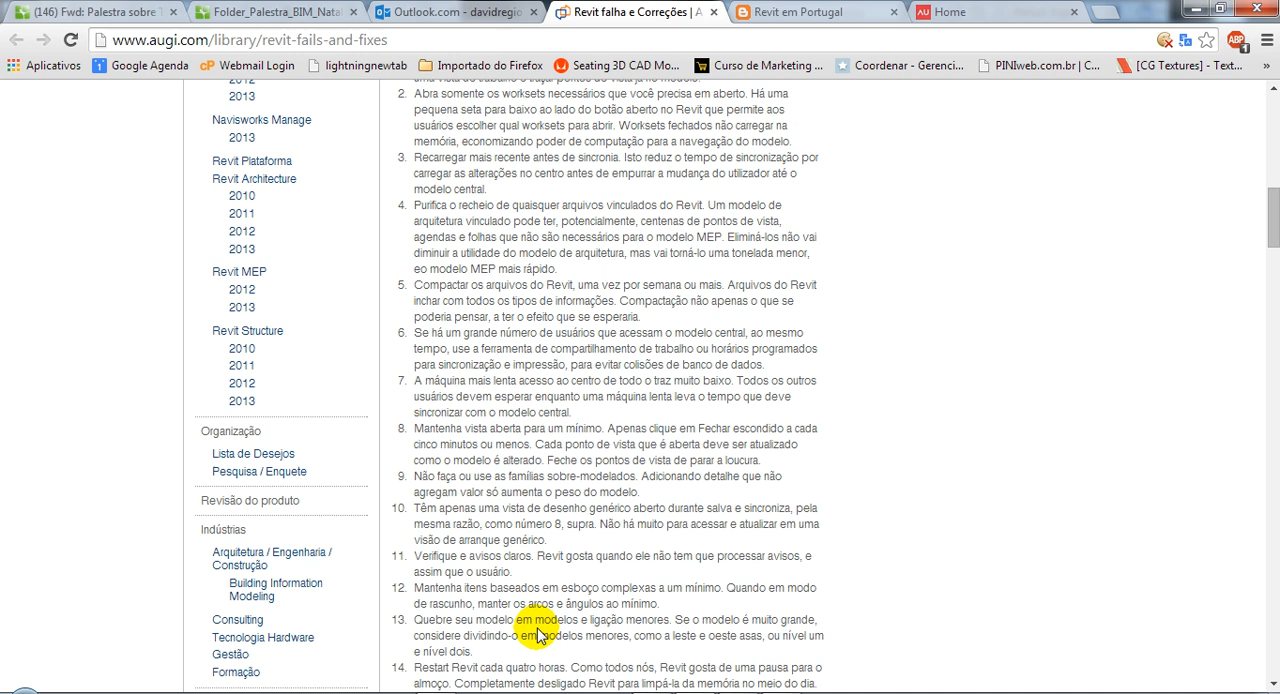 (146) Fwd: Palestra sobre T
Folder_Palestra_BIM_Nata
Outlook.com - davidregio
Revit falha e Correções | A
Revit em Portugal
Home
www.augi.com/library/revit-fails-and-fixes
Aplicativos
Google Agenda
Webmail Login
lightningnewtab
Importado do Firefox
Seating 3D CAD Mo...
Curso de Marketing ...
Coordenar - Gerenci...
PINIweb.com.br | C...
[CG Textures] - Text...
2012
2013
Navisworks Manage
2013
Revit Plataforma
Revit Architecture
2010
2011
2012
2013
Revit MEP
2012
2013
Revit Structure
2010
2011
2012
2013
Organização
Lista de Desejos
Pesquisa / Enquete
Revisão do produto
Indústrias
Arquitetura / Engenharia /
Construção
Building Information
Modeling
Consulting
Tecnologia Hardware
Gestão
Formação
uma vista de trabalho e traçar pontos de vista já no modelo.
2. Abra somente os worksets necessários que você precisa em aberto. Há uma
pequena seta para baixo ao lado do botão aberto no Revit que permite aos
usuários escolher qual worksets para abrir. Worksets fechados não carregar na
memória, economizando poder de computação para a navegação do modelo.
3. Recarregar mais recente antes de sincronia. Isto reduz o tempo de sincronização por
carregar as alterações no centro antes de empurrar a mudança do utilizador até o
modelo central.
4. Purifica o recheio de quaisquer arquivos vinculados do Revit. Um modelo de
arquitetura vinculado pode ter, potencialmente, centenas de pontos de vista,
agendas e folhas que não são necessários para o modelo MEP. Eliminá-los não vai
diminuir a utilidade do modelo de arquitetura, mas vai torná-lo uma tonelada menor,
eo modelo MEP mais rápido.
5. Compactar os arquivos do Revit, uma vez por semana ou mais. Arquivos do Revit
inchar com todos os tipos de informações. Compactação não apenas o que se
poderia pensar, a ter o efeito que se esperaria.
6. Se há um grande número de usuários que acessam o modelo central, ao mesmo
tempo, use a ferramenta de compartilhamento de trabalho ou horários programados
para sincronização e impressão, para evitar colisões de banco de dados.
7. A máquina mais lenta acesso ao centro de todo o traz muito baixo. Todos os outros
usuários devem esperar enquanto uma máquina lenta leva o tempo que deve
sincronizar com o modelo central.
8. Mantenha vista aberta para um mínimo. Apenas clique em Fechar escondido a cada
cinco minutos ou menos. Cada ponto de vista que é aberta deve ser atualizado
como o modelo é alterado. Feche os pontos de vista de parar a loucura.
9. Não faça ou use as famílias sobre-modelados. Adicionando detalhe que não
agregam valor só aumenta o peso do modelo.
10. Têm apenas uma vista de desenho genérico aberto durante salva e sincroniza, pela
mesma razão, como número 8, supra. Não há muito para acessar e atualizar em uma
visão de arranque genérico.
11. Verifique e avisos claros. Revit gosta quando ele não tem que processar avisos, e
assim que o usuário.
12. Mantenha itens baseados em esboço complexas a um mínimo. Quando em modo
de rascunho, manter os arcos e ângulos ao mínimo.
13. Quebre seu modelo em modelos e ligação menores. Se o modelo é muito grande,
considere dividindo-o em modelos menores, como a leste e oeste asas, ou nível um
e nível dois.
14. Restart Revit cada quatro horas. Como todos nós, Revit gosta de uma pausa para o
almoço. Completamente desligado Revit para limpá-la da memória no meio do dia.